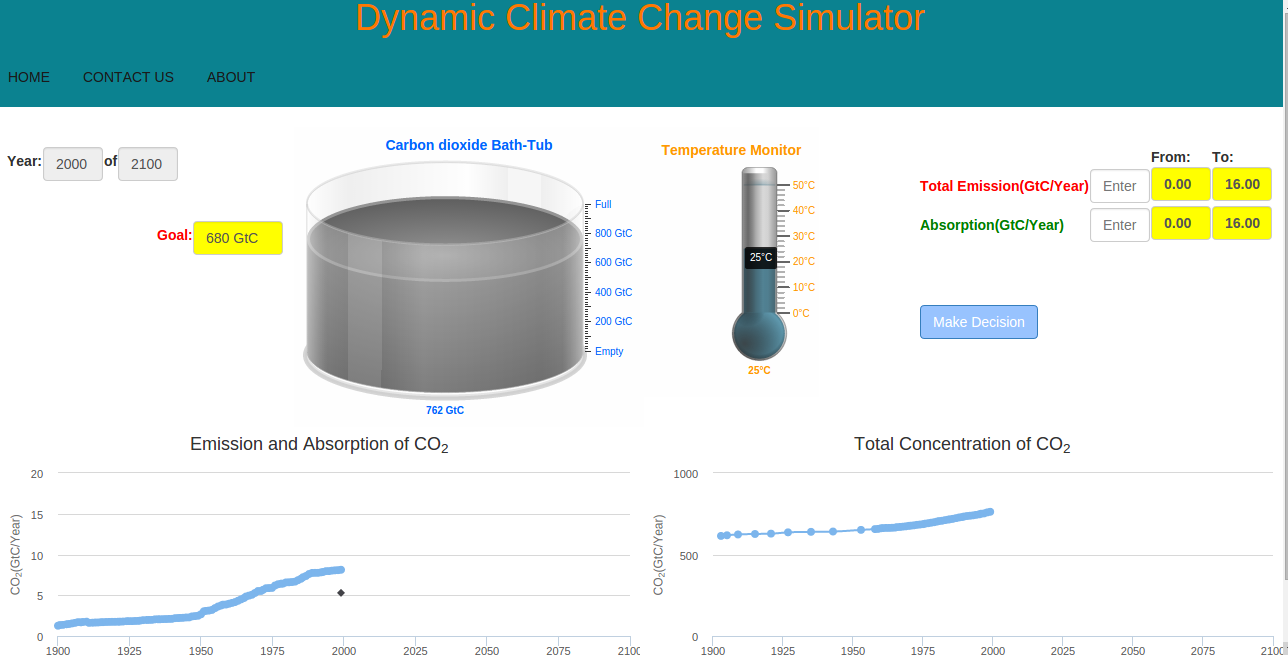 Dynamic Climate Change Simulator
HOME CONTACT US ABOUT
Year: 2000 of 2100
Goal: 680 GtC
Carbon dioxide Bath-Tub
Full
800 GtC
600 GtC
400 GtC
200 GtC
Empty
762 GtC
Temperature Monitor
50°C
40°C
30°C
20°C
10°C
0°C
25°C
25°C
From: To:
Total Emission(GtC/Year) Enter 0.00 16.00
Absorption(GtC/Year) Enter 0.00 16.00
Make Decision
Emission and Absorption of CO₂
CO₂(GtC/Year)
20
15
10
5
0
1900 1925 1950 1975 2000 2025 2050 2075 2100
Total Concentration of CO₂
CO₂(GtC/Year)
1000
500
0
1900 1925 1950 1975 2000 2025 2050 2075 2100